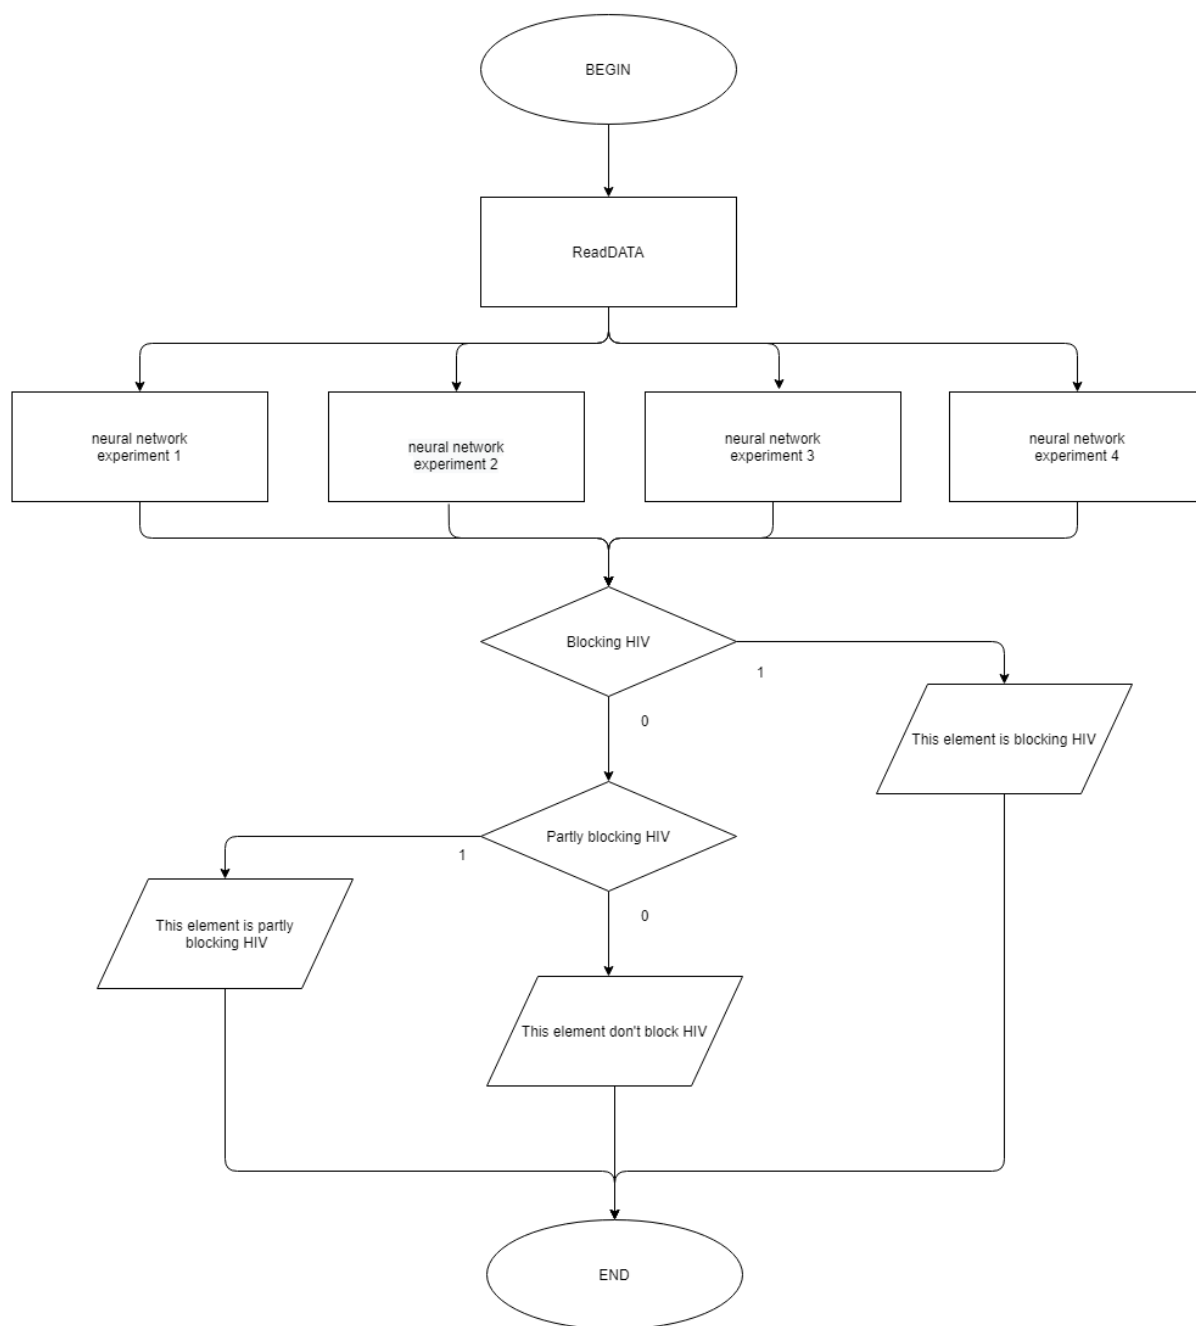 BEGIN
ReadDATA
neural network
experiment 1
neural network
experiment 2
neural network
experiment 3
neural network
experiment 4
Blocking HIV
1
0
This element is blocking HIV
Partly blocking HIV
1
0
This element is partly
blocking HIV
This element don't block HIV
END